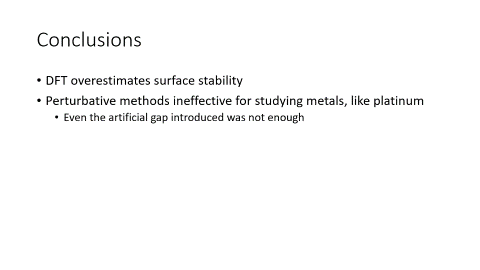 Conclusions
• DFT overestimates surface stability
• Perturbative methods ineffective for studying metals, like platinum
• Even the artificial gap introduced was not enough